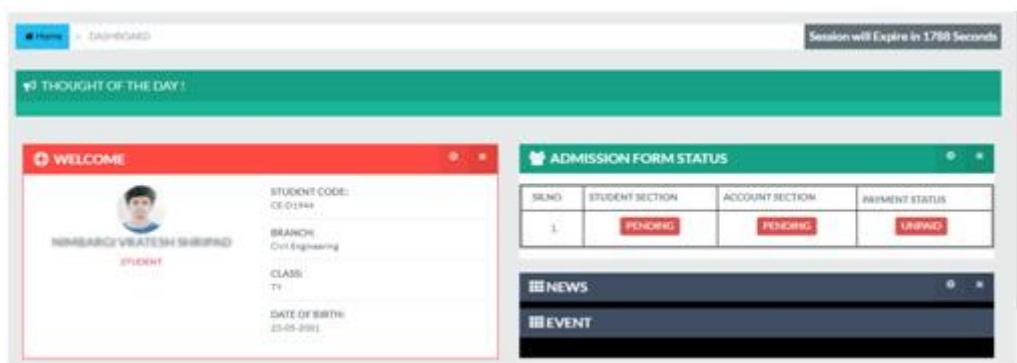 Home > DASHBOARD
Session will Expire in 1788 Seconds
THOUGHT OF THE DAY !
WELCOME
STUDENT CODE:
CE-D1944
BRANCH:
Civil Engineering
STUDENT
CLASS:
TY
DATE OF BIRTH:
ADMISSION FORM STATUS
SR.NO STUDENT SECTION ACCOUNT SECTION PAYMENT STATUS
1 PENDING PENDING UNPAID
NEWS
EVENT